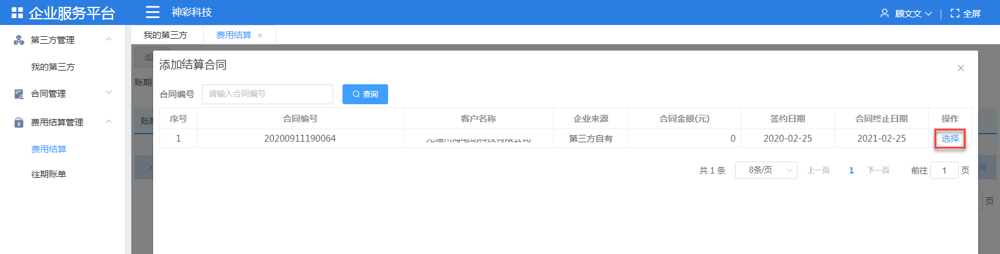 企业服务平台 神彩科技 顾文文 全屏
第三方管理
我的第三方
合同管理
费用结算管理
费用结算
往期账单
我的第三方 费用结算
账期
添加结算合同
合同编号 请输入合同编号 查询
序号 合同编号 客户名称 企业来源 合同金额(元) 签约日期 合同终止日期 操作
1 20200911190064 第三方自有 0 2020-02-25 2021-02-25 选择
共 1 条 8条/页 上一页 1 下一页 前往 1 页
同
页